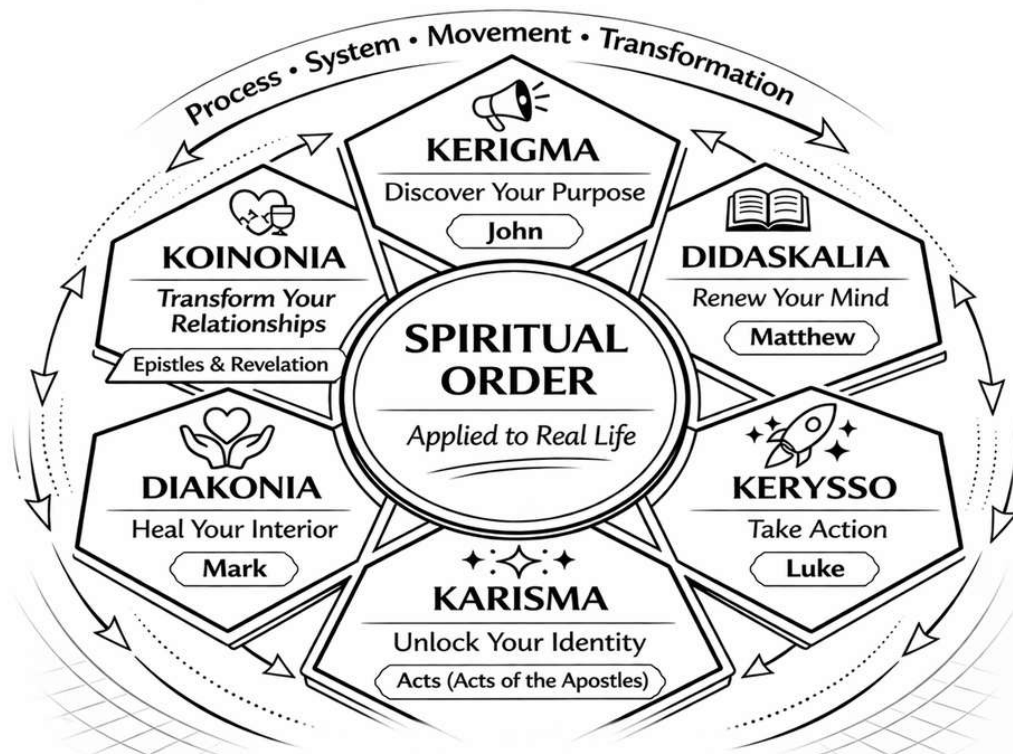 Process • System • Movement • Transformation
KERIGMA
Discover Your Purpose
John
KOINONIA
Transform Your
Relationships
Epistles & Revelation
DIDASKALIA
Renew Your Mind
Matthew
SPIRITUAL
ORDER
Applied to Real Life
DIAKONIA
Heal Your Interior
Mark
KERYSSO
Take Action
Luke
KARISMA
Unlock Your Identity
Acts (Acts of the Apostles)